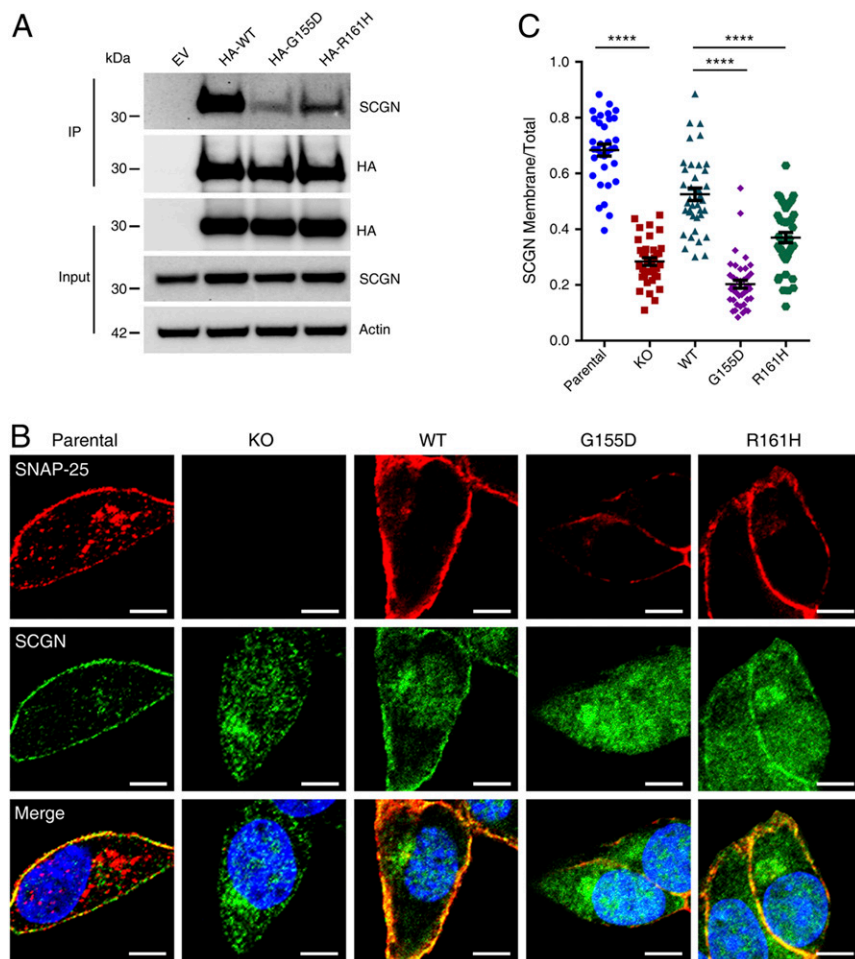 A
kDa
EV
HA-WT
HA-G155D
HA-R161H
IP
30
SCGN
30
HA
Input
30
HA
30
SCGN
42
Actin
C
SCGN Membrane/Total
1.0
0.8
0.6
0.4
0.2
0.0
****
****
****
Parental
KO
WT
G155D
R161H
B
Parental KO WT G155D R161H
SNAP-25
SCGN
Merge